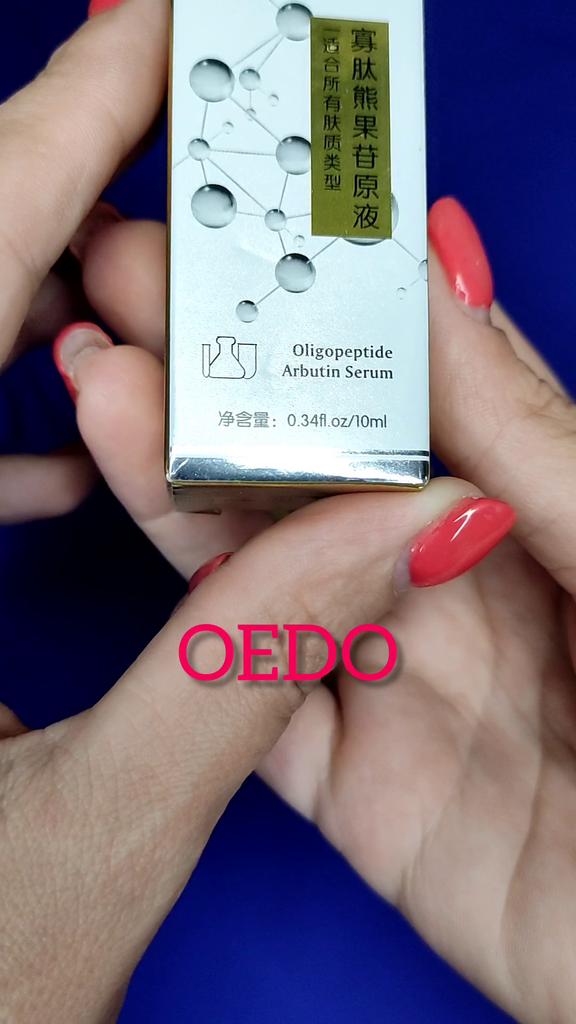 寡肽熊果苷原液
一适合所有肤质类型
Oligopeptide
Arbutin Serum
净含量：0.34fl.oz/10ml
OEDO